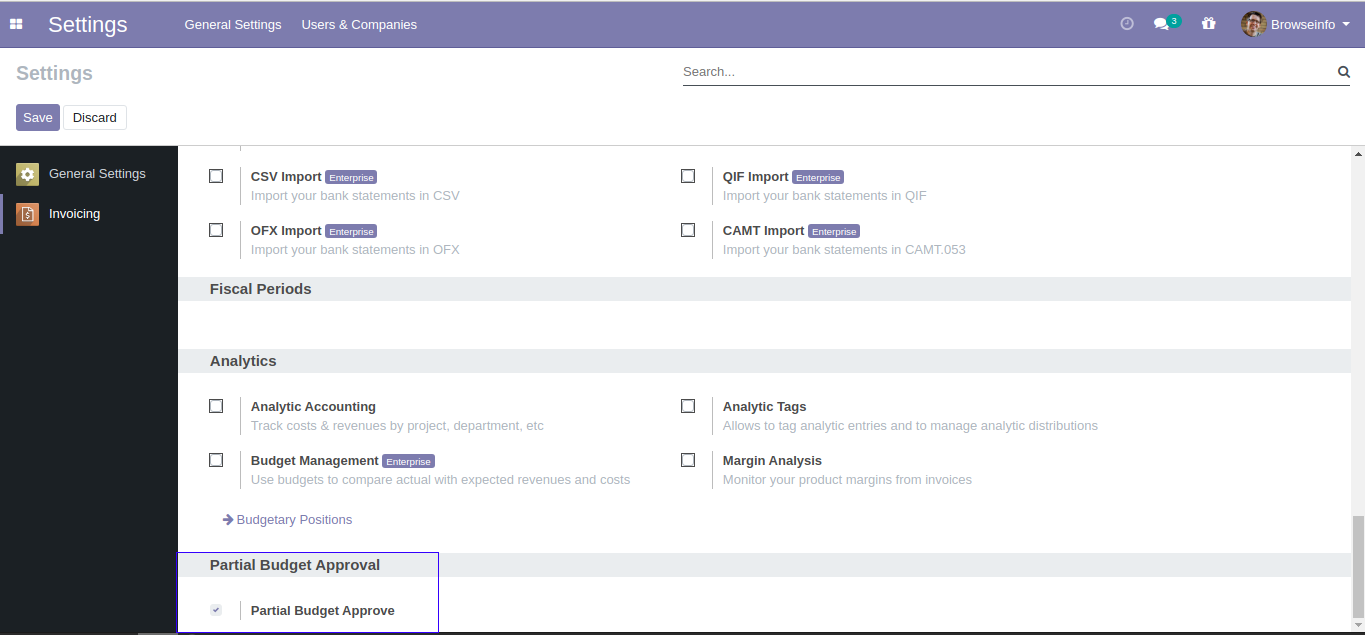 Settings General Settings Users & Companies 3 Browseinfo
Settings
Search...
Save Discard
General Settings
Invoicing
CSV Import Enterprise
Import your bank statements in CSV
QIF Import Enterprise
Import your bank statements in QIF
OFX Import Enterprise
Import your bank statements in OFX
CAMT Import Enterprise
Import your bank statements in CAMT.053
Fiscal Periods
Analytics
Analytic Accounting
Track costs & revenues by project, department, etc
Analytic Tags
Allows to tag analytic entries and to manage analytic distributions
Budget Management Enterprise
Use budgets to compare actual with expected revenues and costs
Margin Analysis
Monitor your product margins from invoices
Budgetary Positions
Partial Budget Approval
Partial Budget Approve